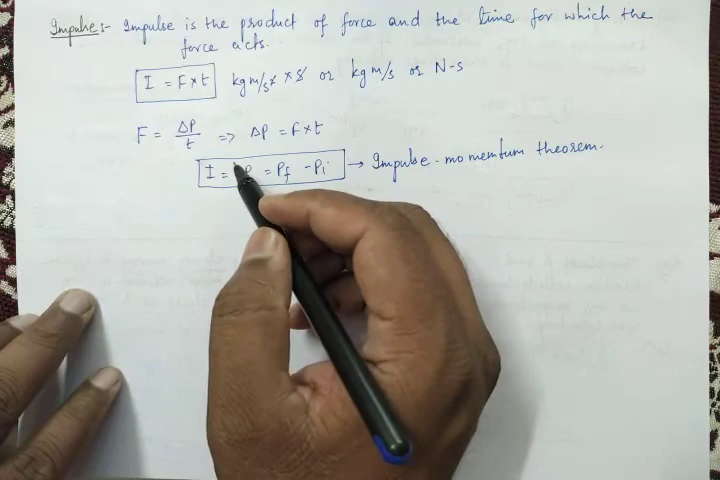 Impulse :- Impulse is the product of force and the time for which the
force acts.
I = F×t kg m/s² × s or kg m/s or N-s
F = ΔP/t => ΔP = F×t
I = P = Pf - Pi → Impulse - momentum theorem.